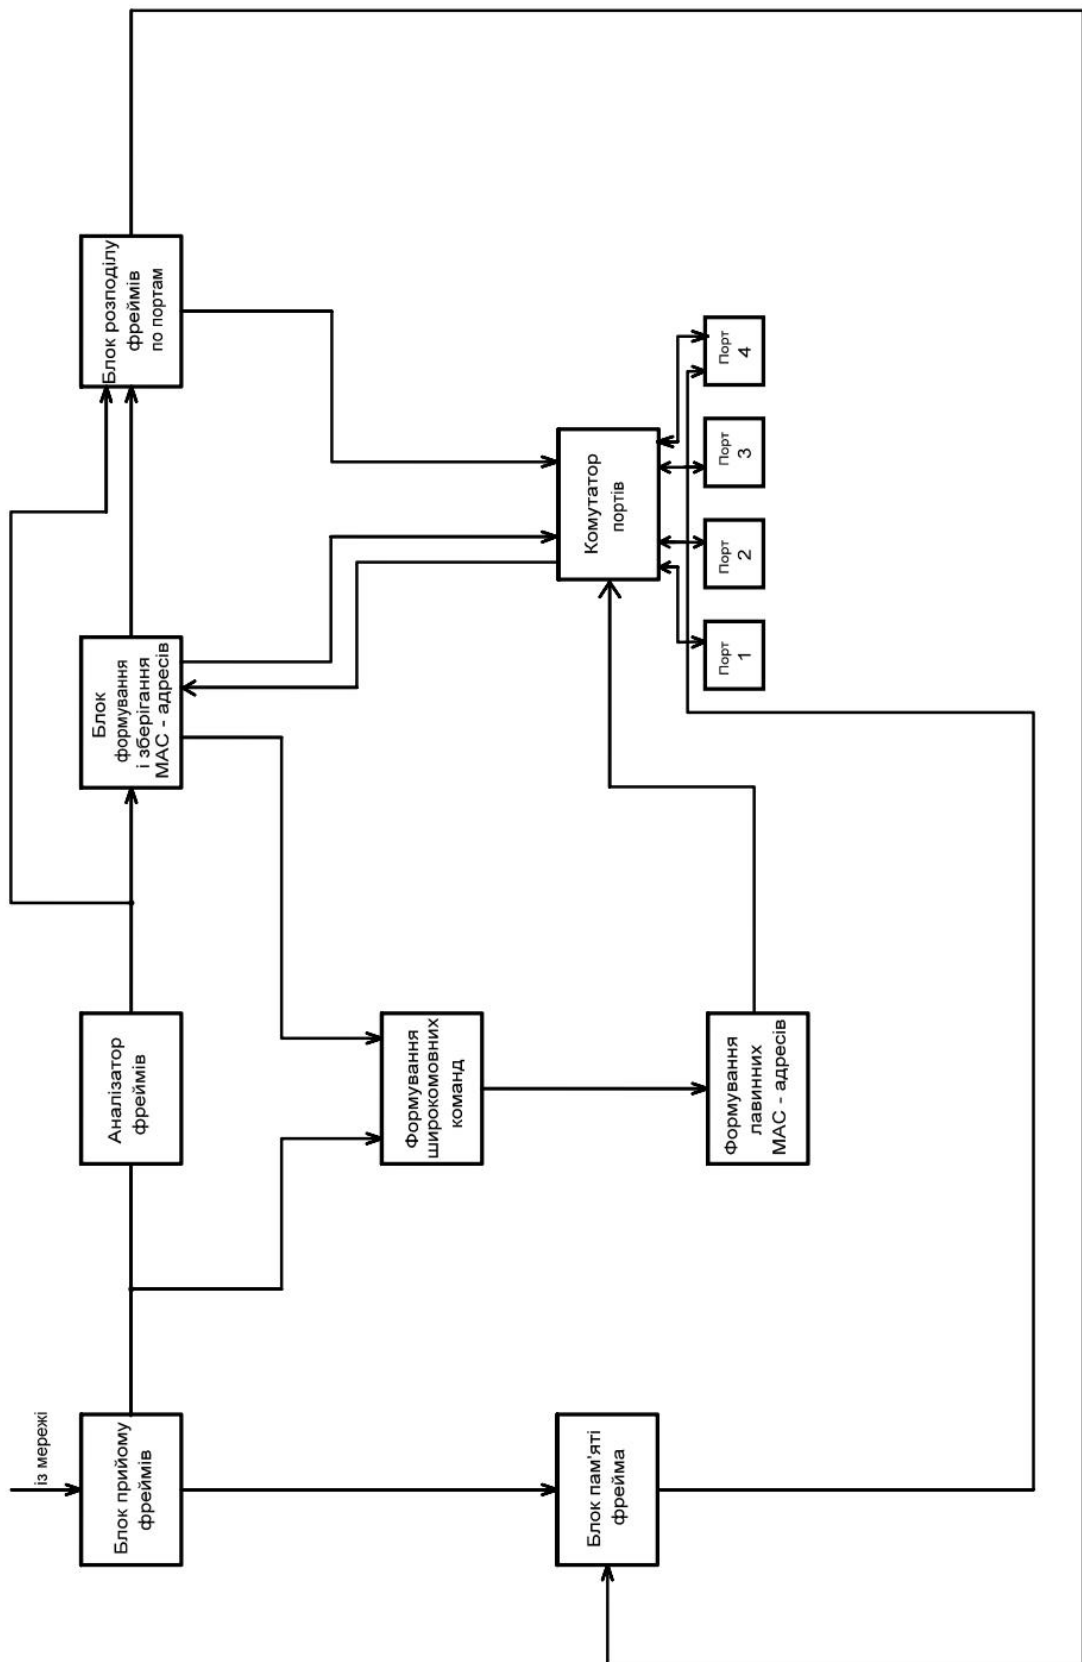 із мережі
Блок прийому
фреймів
Аналізатор
фреймів
Блок
формування
і зберігання
МАС - адресів
Блок розподілу
фреймів
по портам
Формування
широкомовних
команд
Блок пам'яті
фрейма
Комутатор
портів
Формування
лавинних
МАС - адресів
Порт
1
Порт
2
Порт
3
Порт
4